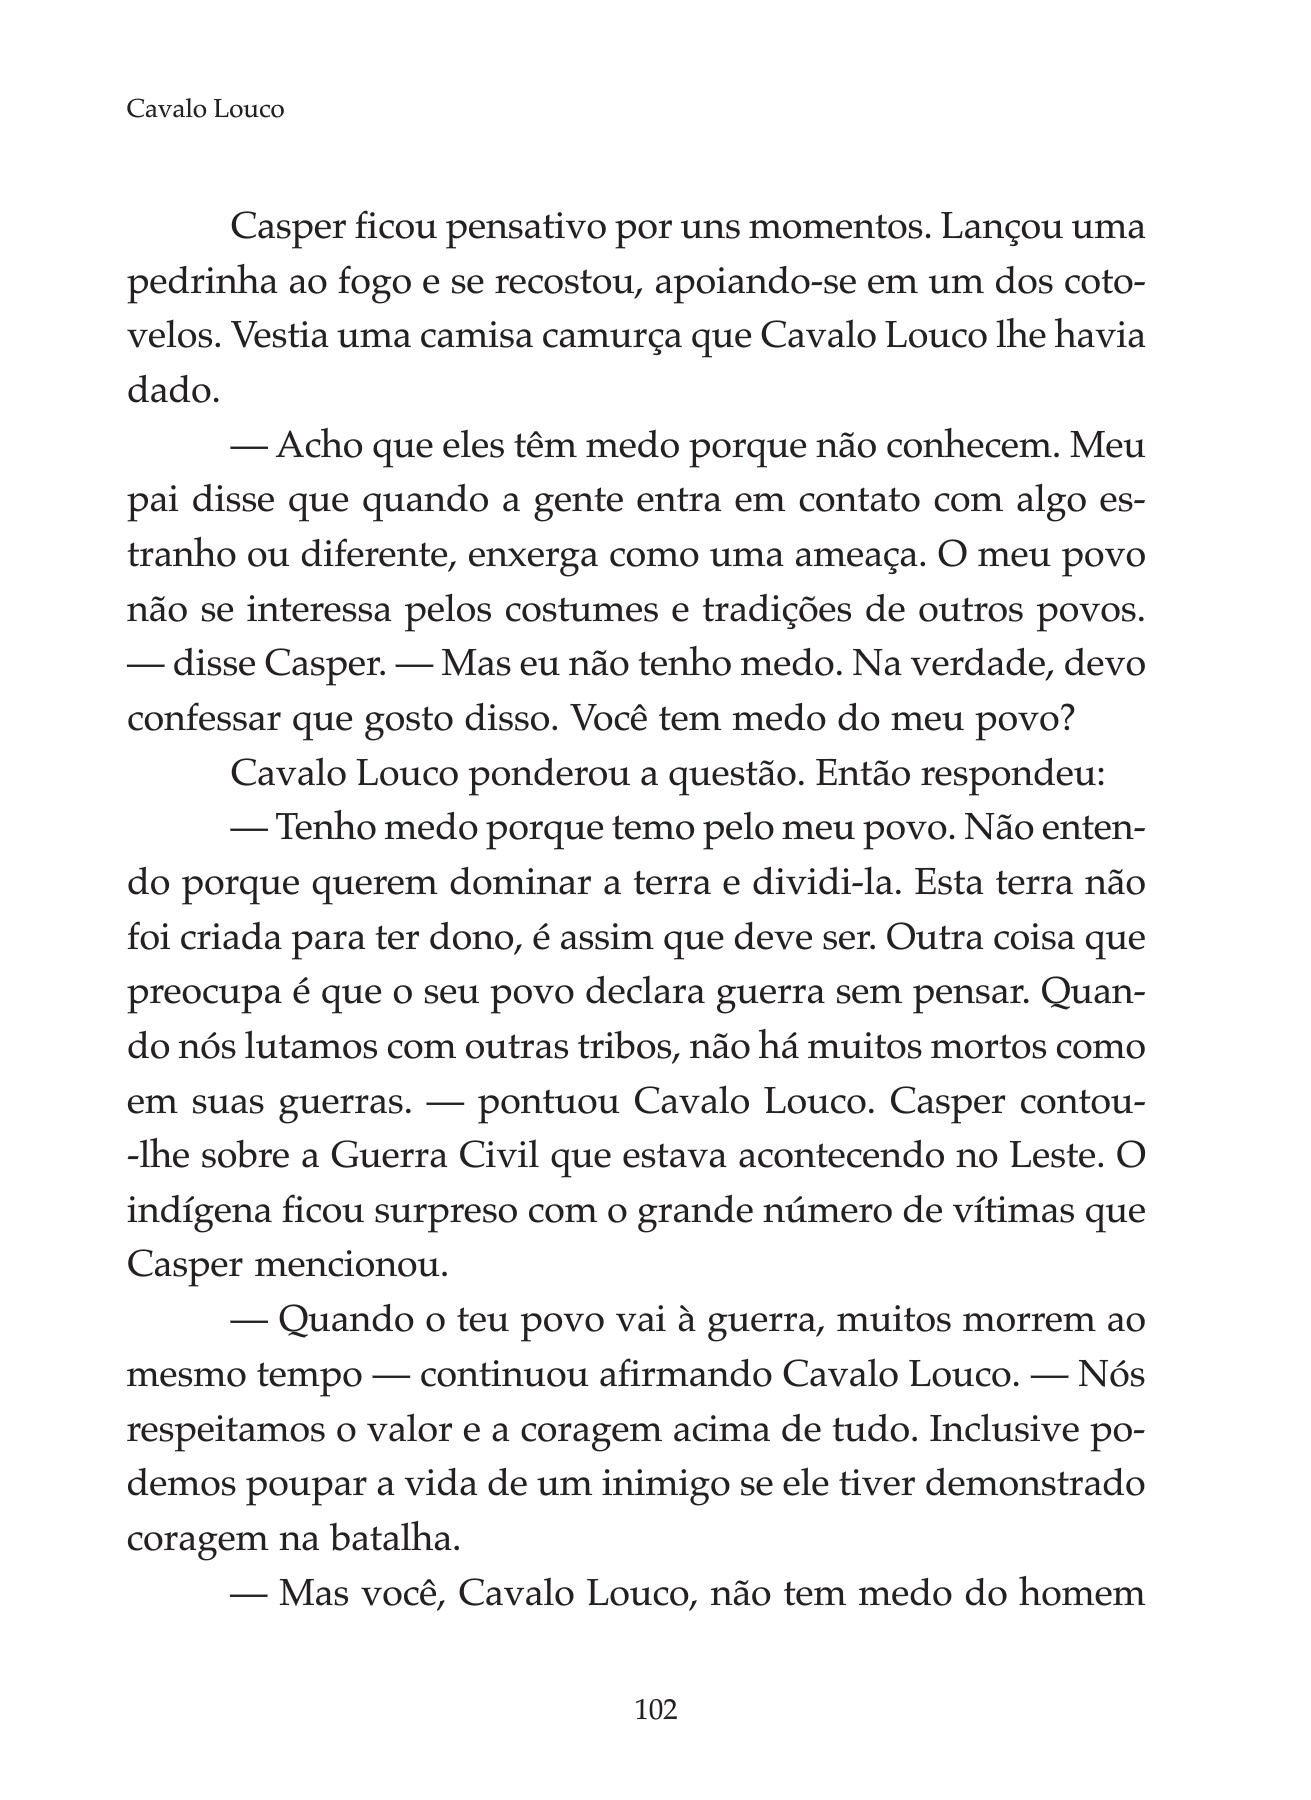 Cavalo Louco
Casper ficou pensativo por uns momentos. Lançou uma
pedrinha ao fogo e se recostou, apoiando-se em um dos coto-
velos. Vestia uma camisa camurça que Cavalo Louco lhe havia
dado.
— Acho que eles têm medo porque não conhecem. Meu
pai disse que quando a gente entra em contato com algo es-
tranho ou diferente, enxerga como uma ameaça. O meu povo
não se interessa pelos costumes e tradições de outros povos.
— disse Casper. — Mas eu não tenho medo. Na verdade, devo
confessar que gosto disso. Você tem medo do meu povo?
Cavalo Louco ponderou a questão. Então respondeu:
— Tenho medo porque temo pelo meu povo. Não enten-
do porque querem dominar a terra e dividi-la. Esta terra não
foi criada para ter dono, é assim que deve ser. Outra coisa que
preocupa é que o seu povo declara guerra sem pensar. Quan-
do nós lutamos com outras tribos, não há muitos mortos como
em suas guerras. — pontuou Cavalo Louco. Casper contou-
-lhe sobre a Guerra Civil que estava acontecendo no Leste. O
indígena ficou surpreso com o grande número de vítimas que
Casper mencionou.
— Quando o teu povo vai à guerra, muitos morrem ao
mesmo tempo — continuou afirmando Cavalo Louco. — Nós
respeitamos o valor e a coragem acima de tudo. Inclusive po-
demos poupar a vida de um inimigo se ele tiver demonstrado
coragem na batalha.
— Mas você, Cavalo Louco, não tem medo do homem
102